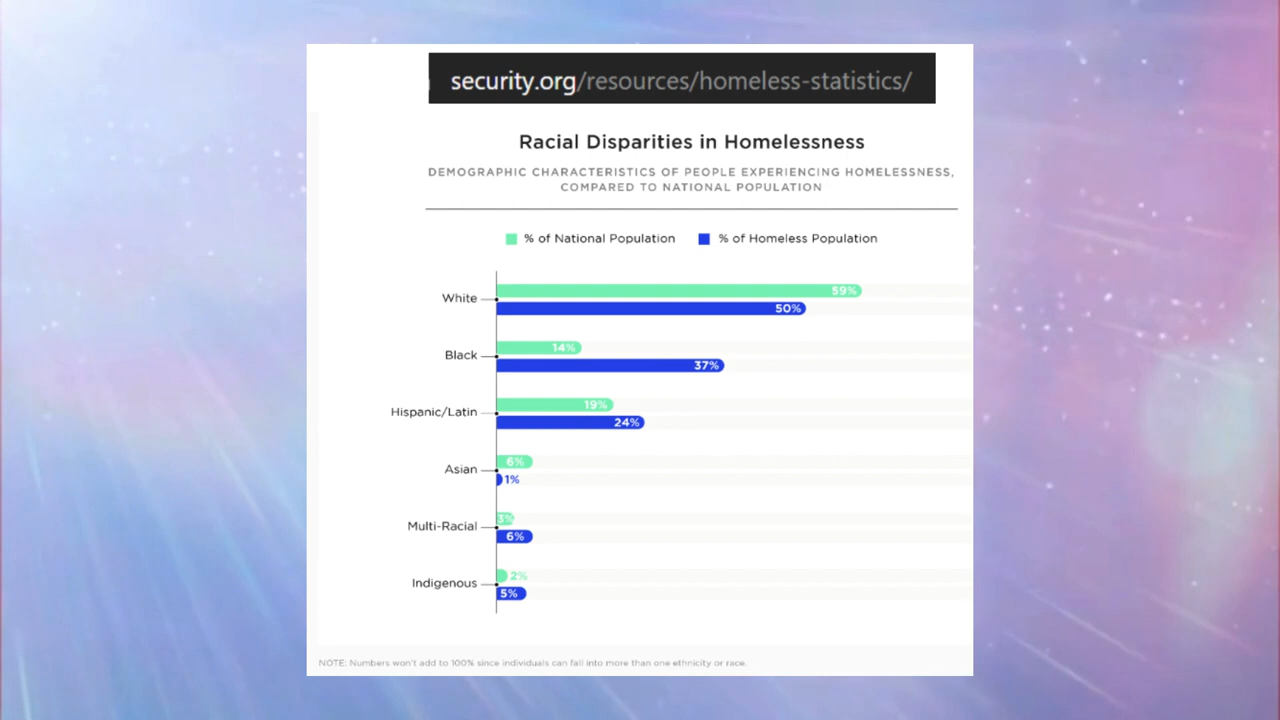 security.org/resources/homeless-statistics/
Racial Disparities in Homelessness
DEMOGRAPHIC CHARACTERISTICS OF PEOPLE EXPERIENCING HOMELESSNESS,
COMPARED TO NATIONAL POPULATION
% of National Population % of Homeless Population
59%
White
50%
14%
Black
37%
19%
Hispanic/Latin
24%
6%
Asian
1%
3%
Multi-Racial
6%
2%
Indigenous
5%
NOTE: Numbers won't add to 100% since individuals can fall into more than one ethnicity or race.